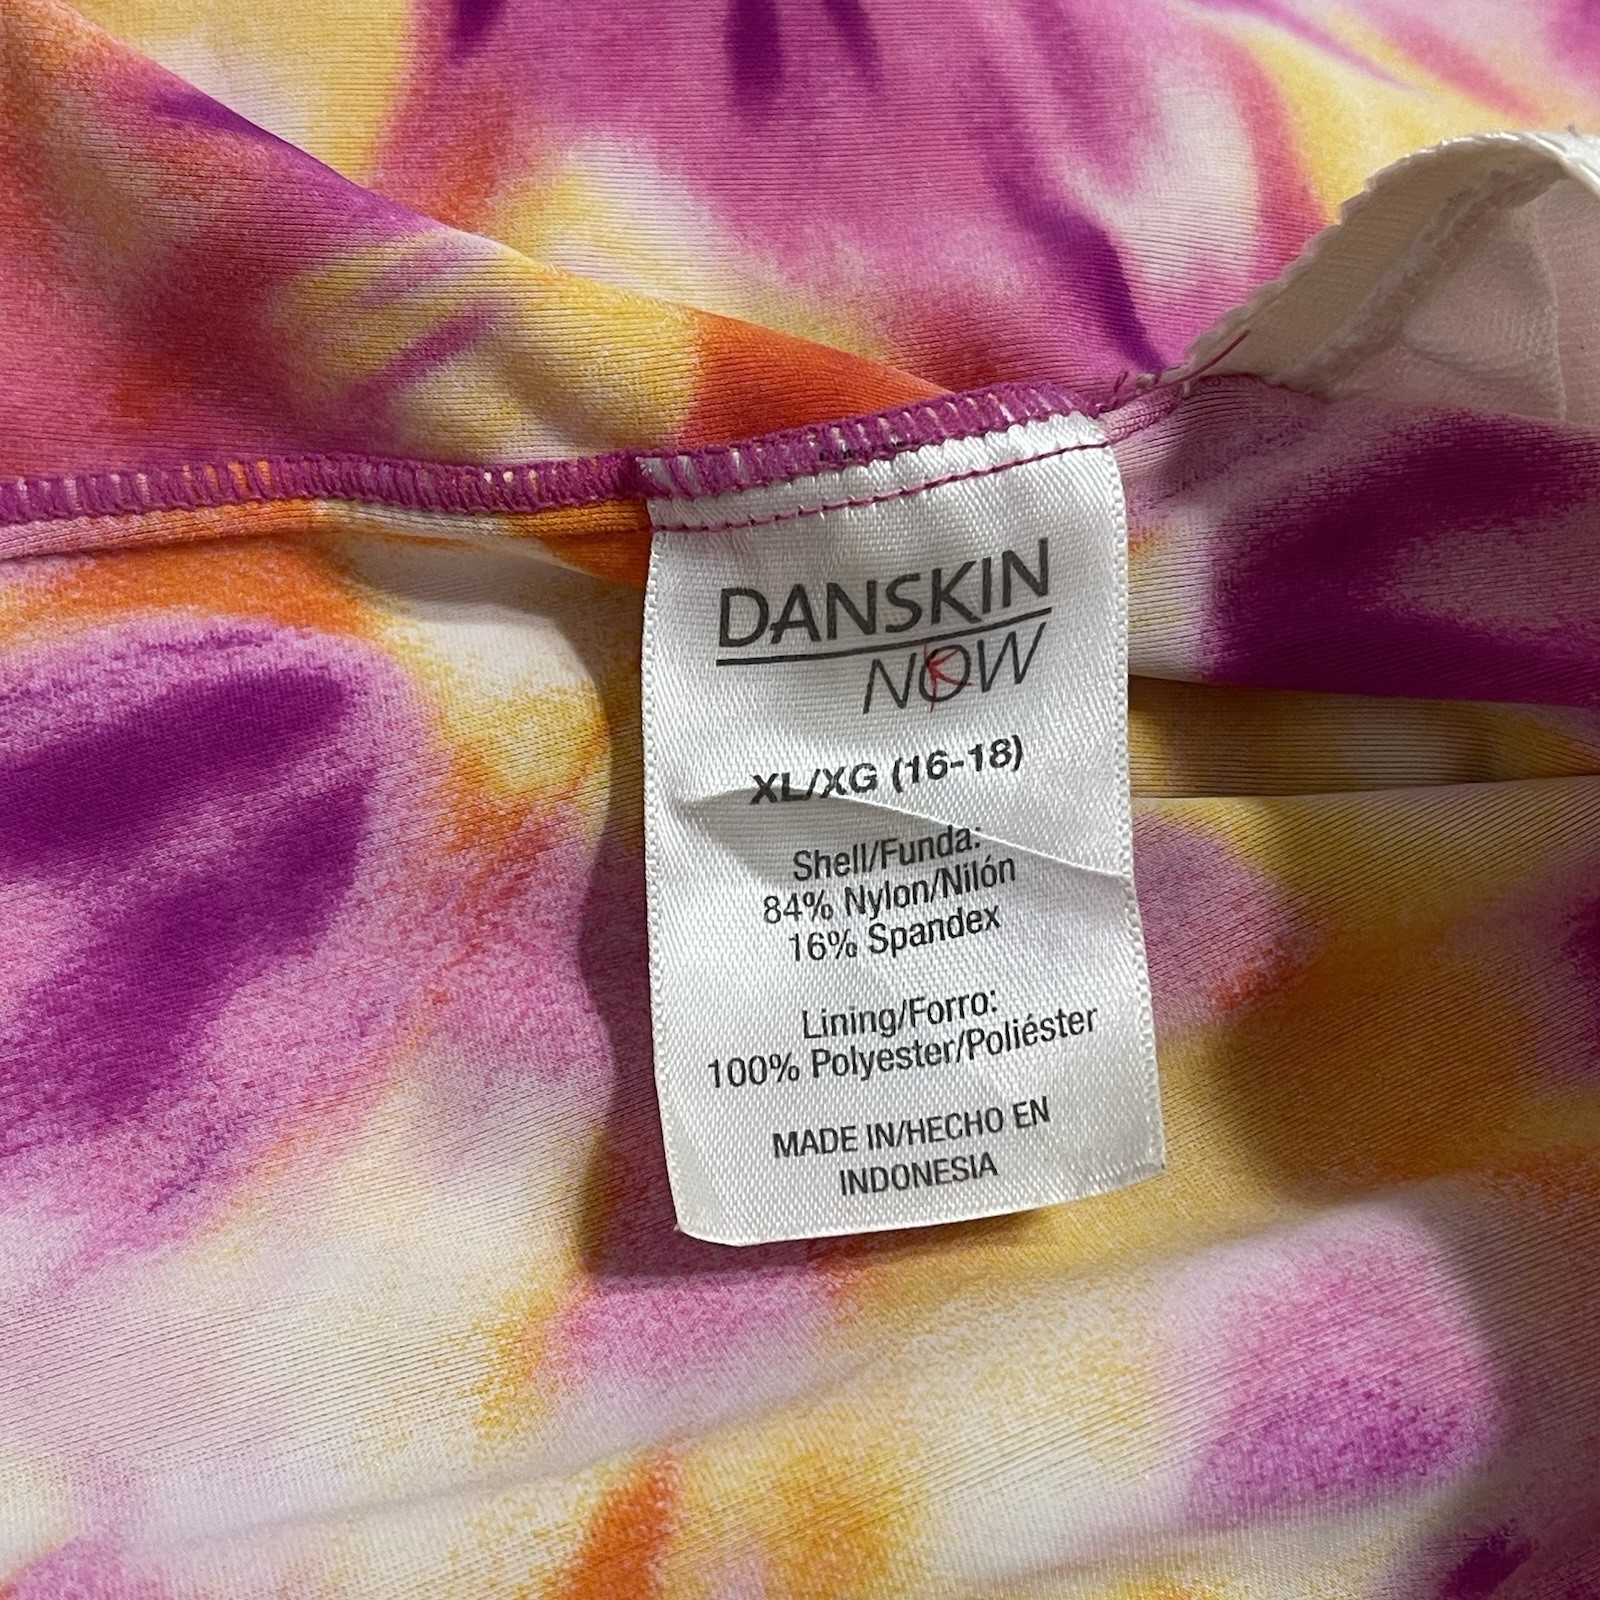 DANSKIN
NOW
XL/XG (16-18)
Shell/Funda:
84% Nylon/Nilón
16% Spandex
Lining/Forro:
100% Polyester/Poliéster
MADE IN/HECHO EN
INDONESIA